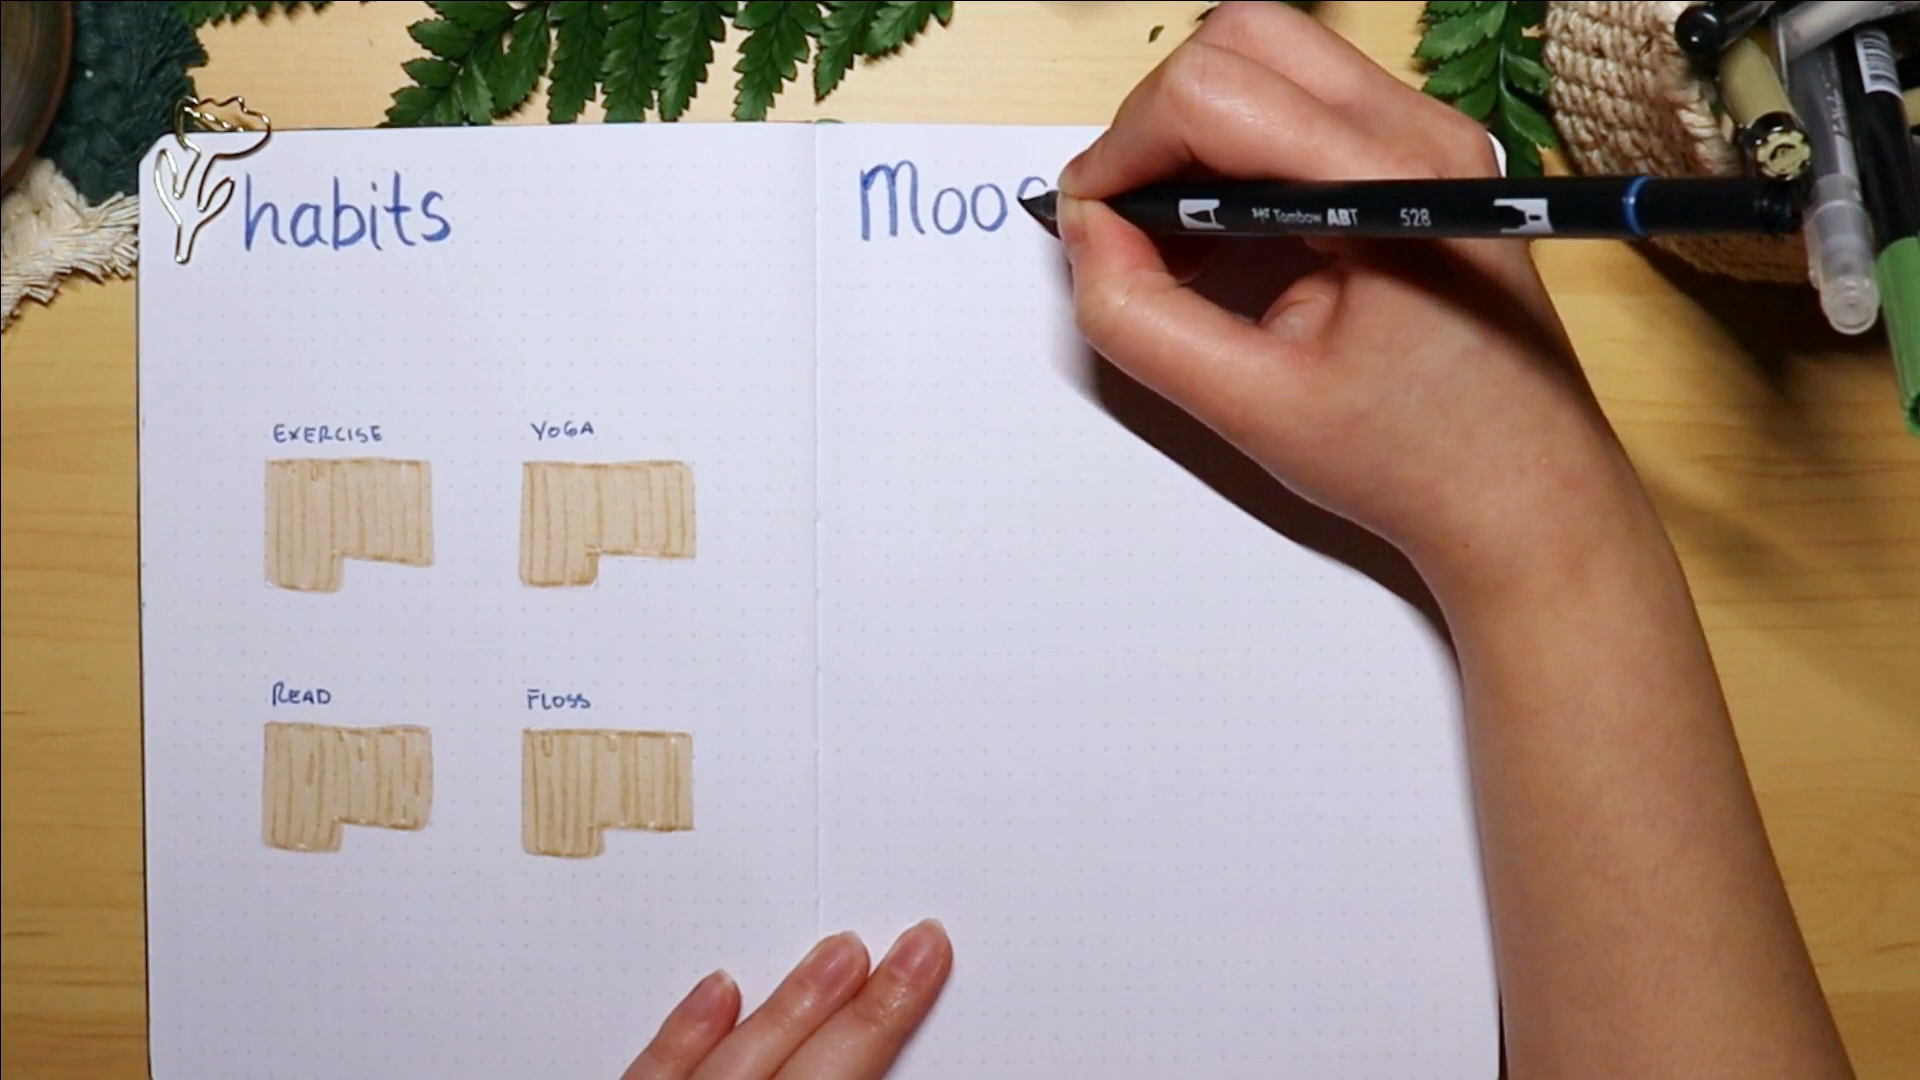 habits
Moo
EXERCISE
YOGA
READ
FLOSS
Tombow ABT 528